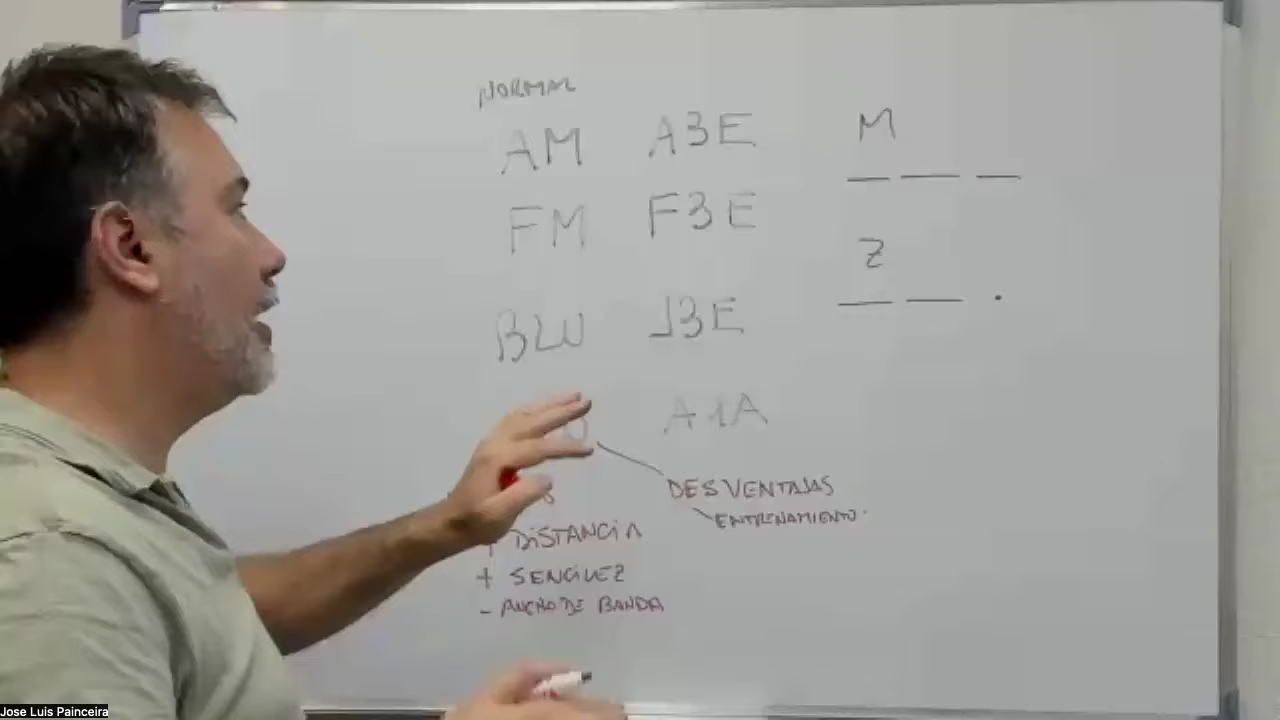 NORMAL
AM A3E M
FM F3E
Z
BLU J3E
A1A
DESVENTAJAS
ENTRENAMIENTO
+ DISTANCIA
+ SENCILLEZ
- ANCHO DE BANDA
Jose Luis Painceira